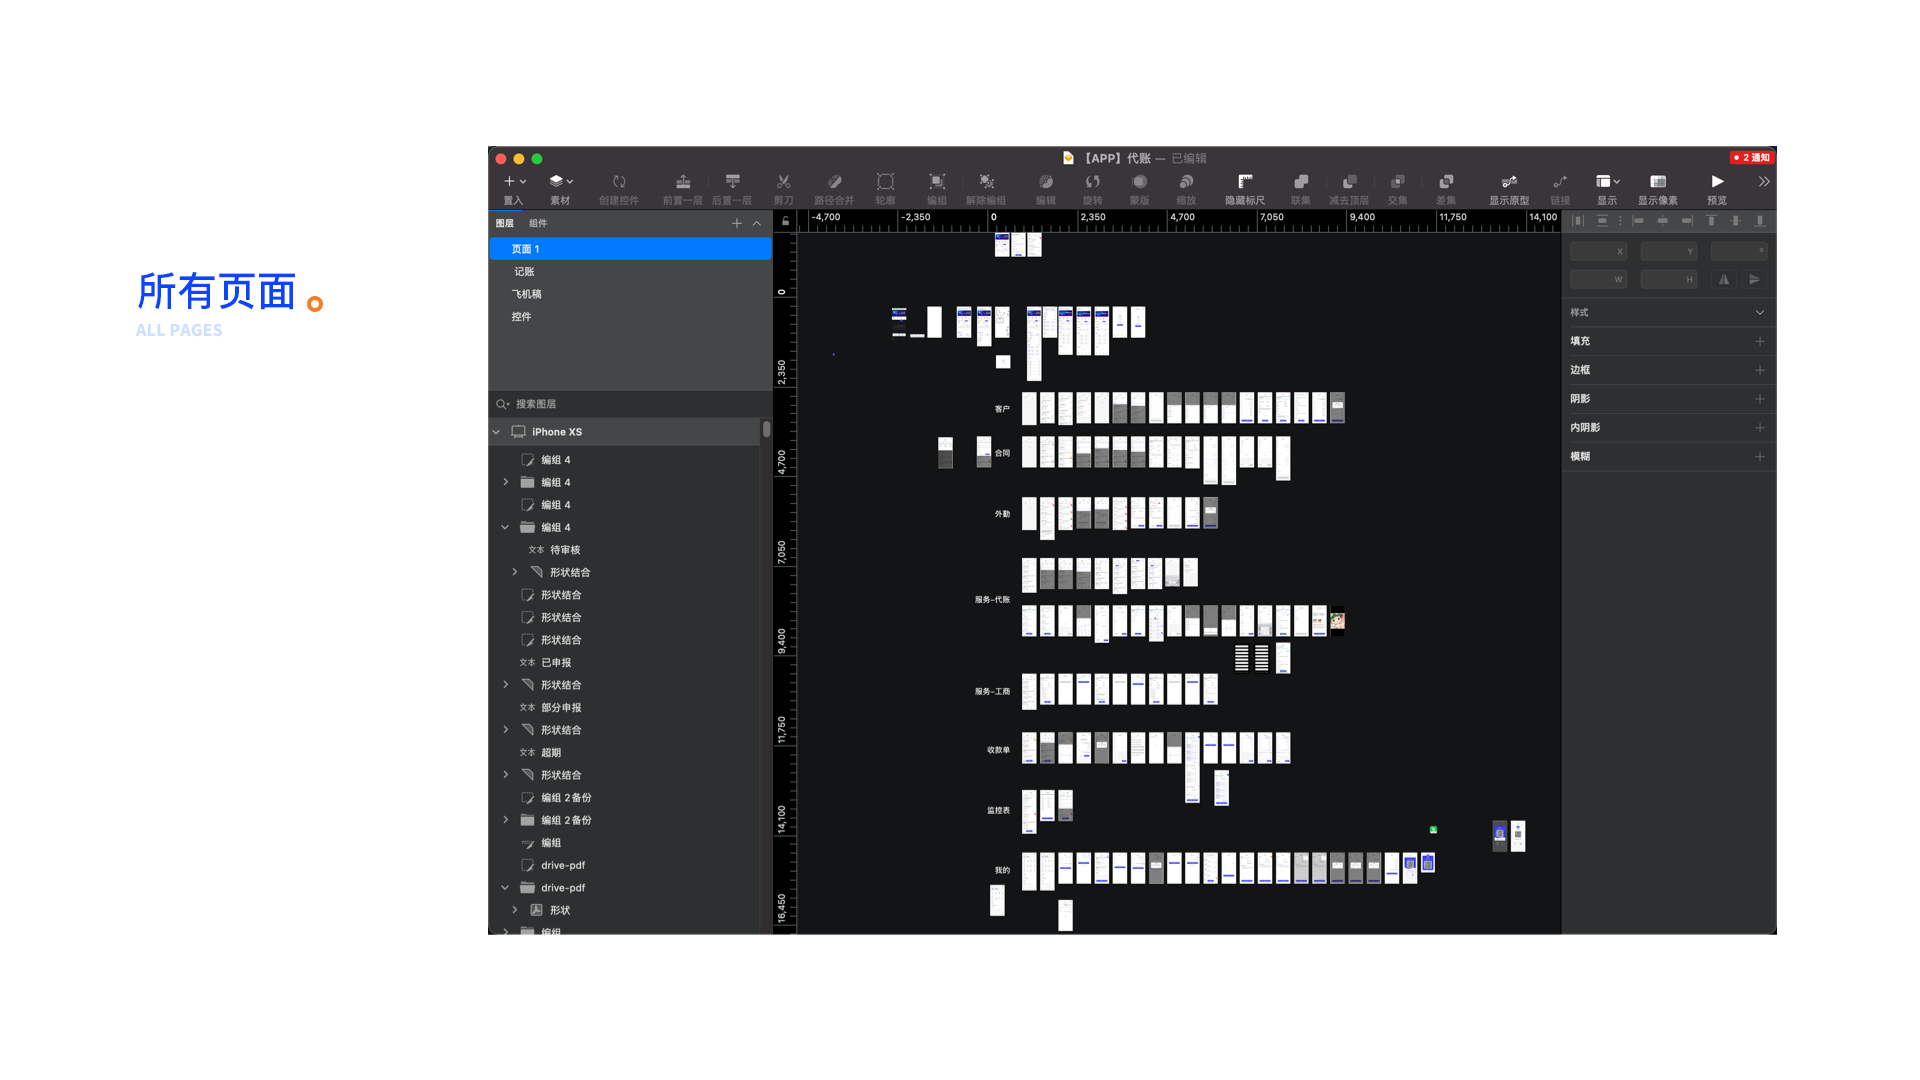 所有页面
ALL PAGES
【APP】代账 — 已编辑
2 通知
置入 素材 创建控件 前置一层 后置一层 剪刀 路径合并 轮廓 编组 解除编组 编辑 旋转 蒙版 缩放 隐藏标尺 联集 减去顶层 交集 差集 显示原型 链接 显示 显示像素 预览
图层 组件
-4,700 -2,350 0 2,350 4,700 7,050 9,400 11,750 14,100
页面 1
记账
飞机稿
控件
搜索图层
iPhone XS
编组 4
编组 4
编组 4
编组 4
文本 待审核
形状结合
形状结合
形状结合
形状结合
文本 已申报
形状结合
文本 部分申报
形状结合
文本 超期
形状结合
编组 2备份
编组 2备份
编组
drive-pdf
drive-pdf
形状
编组
0
2,350
4,700
7,050
9,400
11,750
14,100
16,450
客户
合同
外勤
服务-代账
服务-工商
收款单
监控表
我的
X Y °
W H
样式
填充
边框
阴影
内阴影
模糊